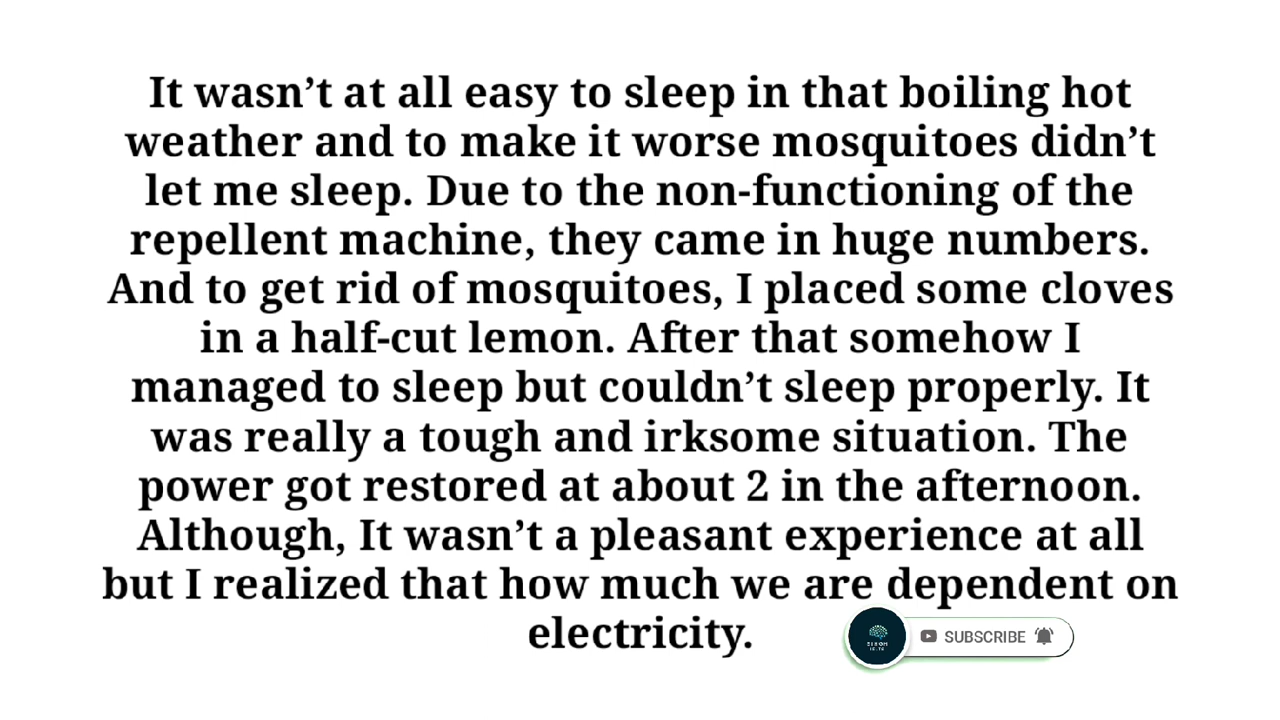 It wasn’t at all easy to sleep in that boiling hot
weather and to make it worse mosquitoes didn’t
let me sleep. Due to the non-functioning of the
repellent machine, they came in huge numbers.
And to get rid of mosquitoes, I placed some cloves
in a half-cut lemon. After that somehow I
managed to sleep but couldn’t sleep properly. It
was really a tough and irksome situation. The
power got restored at about 2 in the afternoon.
Although, It wasn’t a pleasant experience at all
but I realized that how much we are dependent on
electricity.
SUBSCRIBE